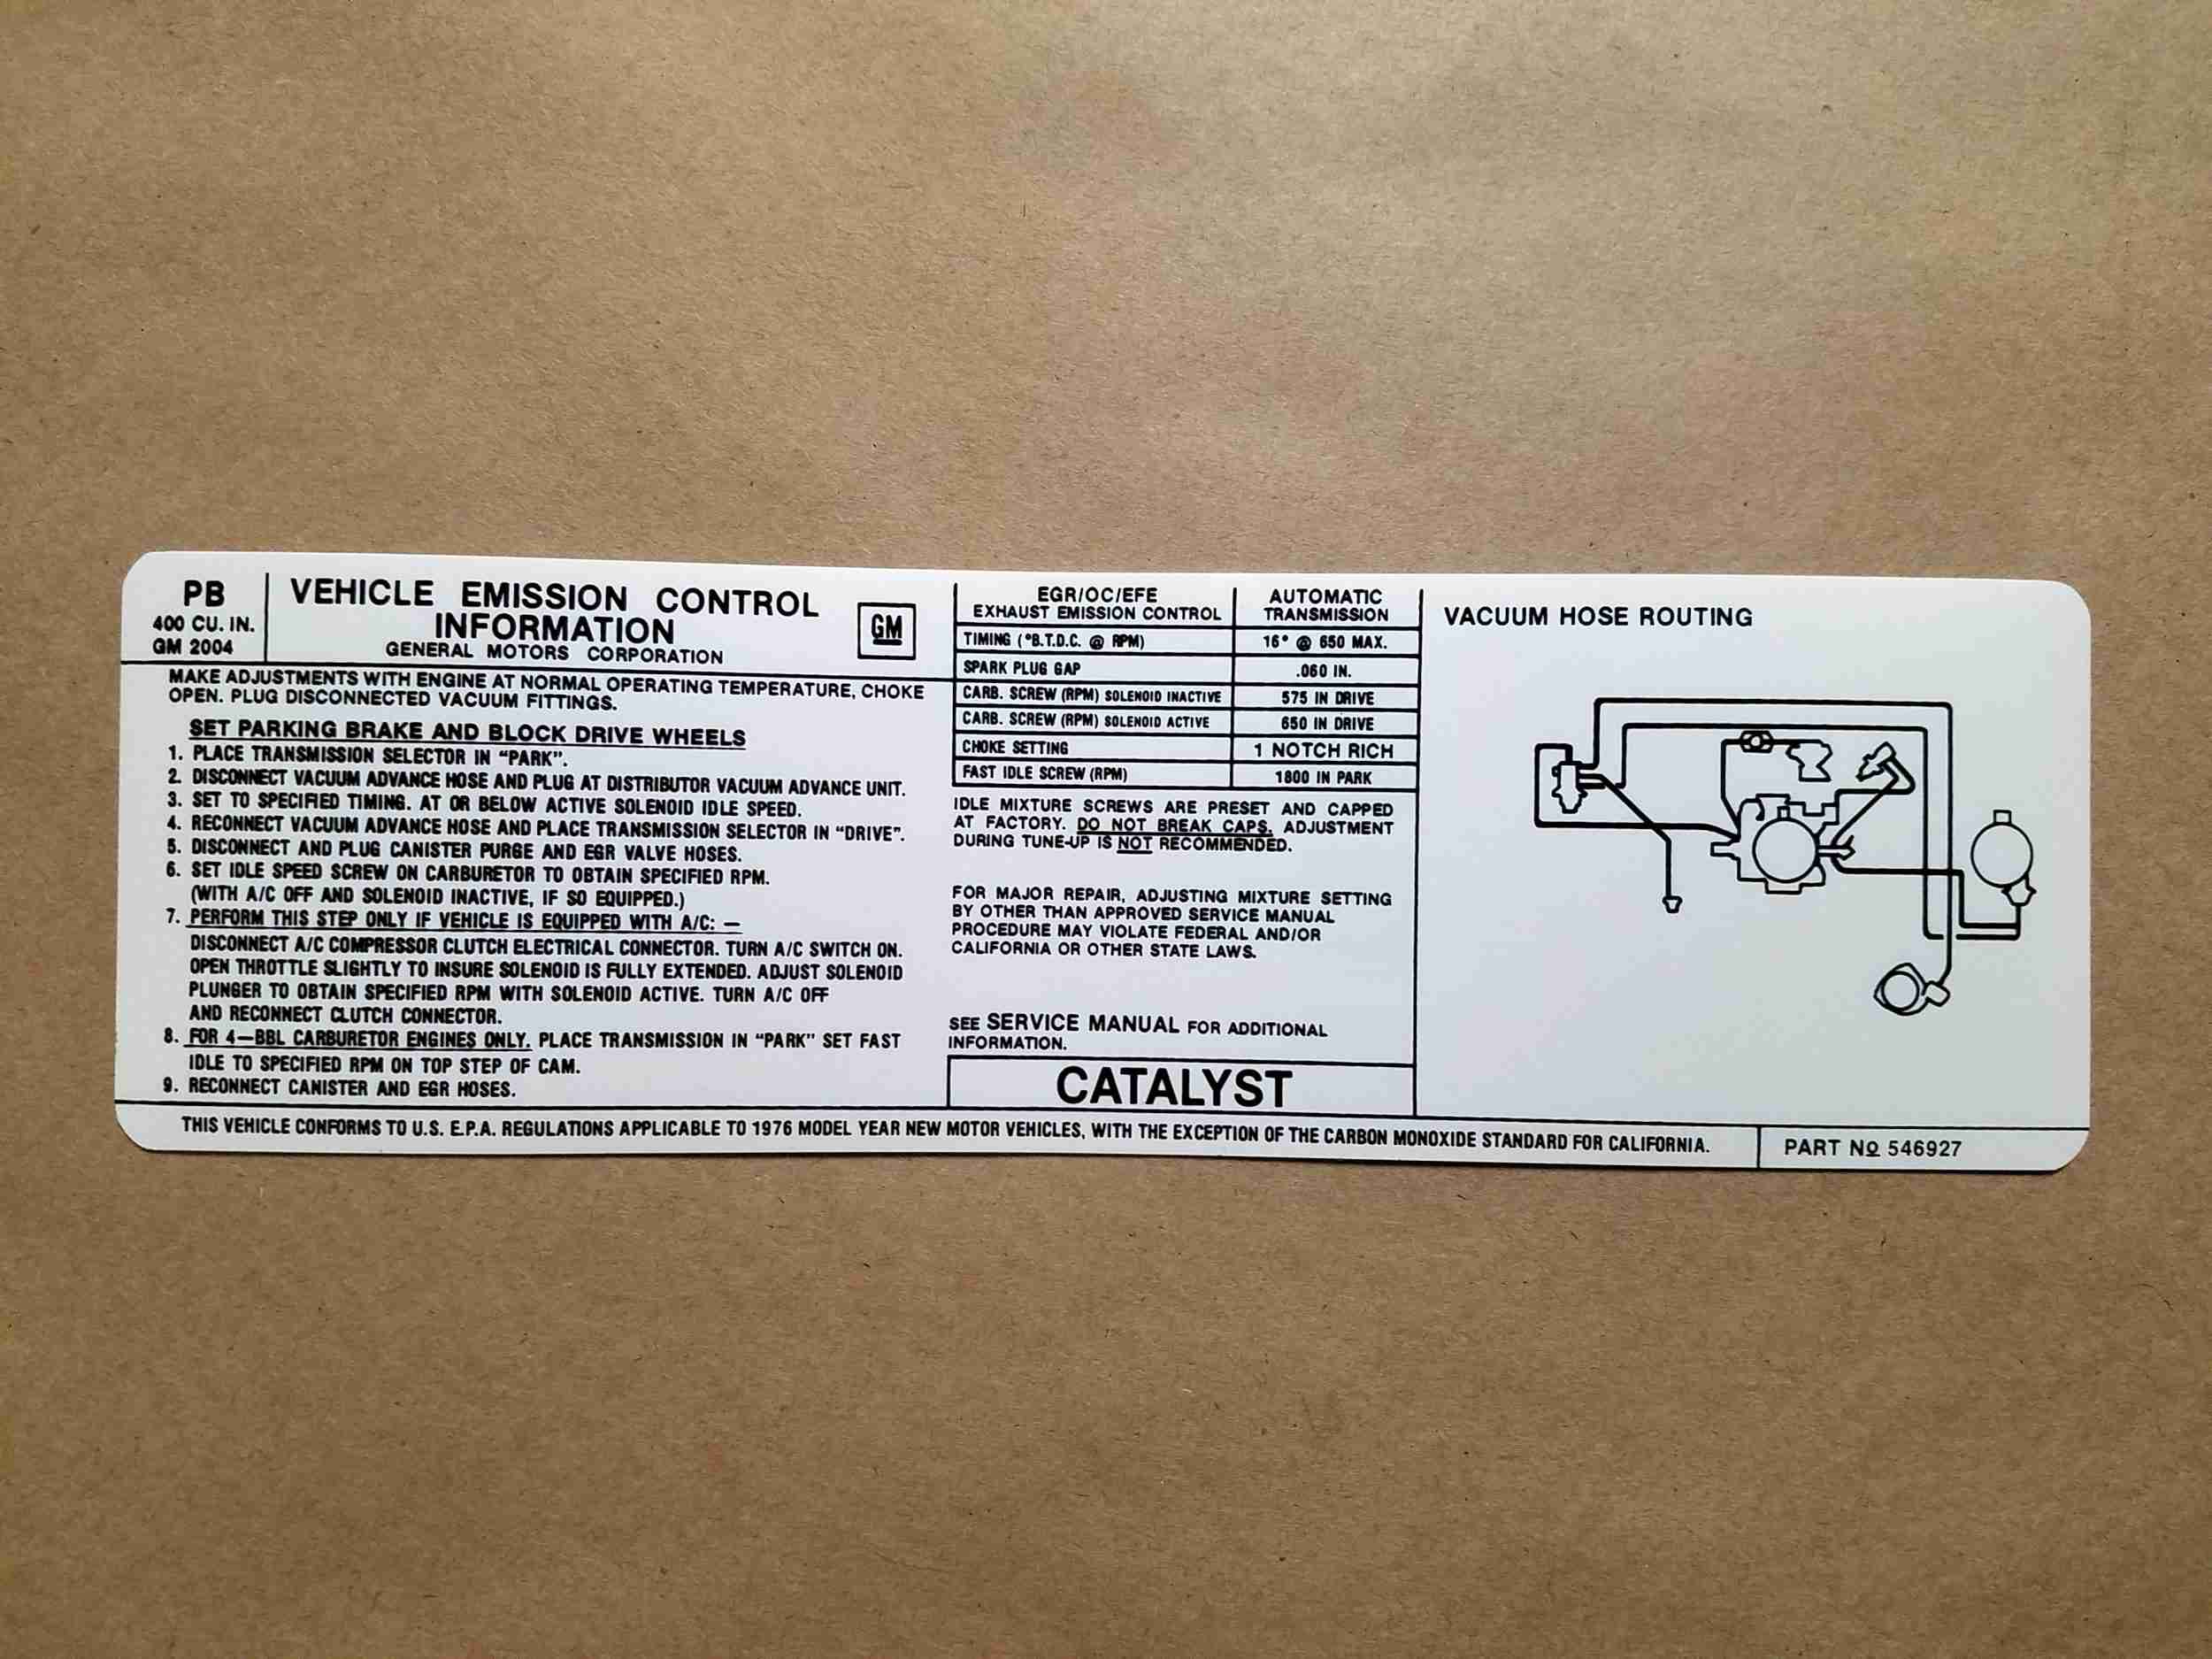 PB
400 CU. IN.
GM 2004
VEHICLE EMISSION CONTROL
INFORMATION
GENERAL MOTORS CORPORATION
GM
MAKE ADJUSTMENTS WITH ENGINE AT NORMAL OPERATING TEMPERATURE, CHOKE
OPEN. PLUG DISCONNECTED VACUUM FITTINGS.
SET PARKING BRAKE AND BLOCK DRIVE WHEELS
1. PLACE TRANSMISSION SELECTOR IN “PARK”.
2. DISCONNECT VACUUM ADVANCE HOSE AND PLUG AT DISTRIBUTOR VACUUM ADVANCE UNIT.
3. SET TO SPECIFIED TIMING. AT OR BELOW ACTIVE SOLENOID IDLE SPEED.
4. RECONNECT VACUUM ADVANCE HOSE AND PLACE TRANSMISSION SELECTOR IN “DRIVE”.
5. DISCONNECT AND PLUG CANISTER PURGE AND EGR VALVE HOSES.
6. SET IDLE SPEED SCREW ON CARBURETOR TO OBTAIN SPECIFIED RPM.
(WITH A/C OFF AND SOLENOID INACTIVE, IF SO EQUIPPED.)
7. PERFORM THIS STEP ONLY IF VEHICLE IS EQUIPPED WITH A/C: —
DISCONNECT A/C COMPRESSOR CLUTCH ELECTRICAL CONNECTOR. TURN A/C SWITCH ON.
OPEN THROTTLE SLIGHTLY TO INSURE SOLENOID IS FULLY EXTENDED. ADJUST SOLENOID
PLUNGER TO OBTAIN SPECIFIED RPM WITH SOLENOID ACTIVE. TURN A/C OFF
AND RECONNECT CLUTCH CONNECTOR.
8. FOR 4—BBL CARBURETOR ENGINES ONLY. PLACE TRANSMISSION IN “PARK” SET FAST
IDLE TO SPECIFIED RPM ON TOP STEP OF CAM.
9. RECONNECT CANISTER AND EGR HOSES.
EGR/OC/EFE
EXHAUST EMISSION CONTROL
AUTOMATIC
TRANSMISSION
TIMING (°B.T.D.C. @ RPM) 16° @ 650 MAX.
SPARK PLUG GAP .060 IN.
CARB. SCREW (RPM) SOLENOID INACTIVE 575 IN DRIVE
CARB. SCREW (RPM) SOLENOID ACTIVE 650 IN DRIVE
CHOKE SETTING 1 NOTCH RICH
FAST IDLE SCREW (RPM) 1800 IN PARK
IDLE MIXTURE SCREWS ARE PRESET AND CAPPED
AT FACTORY. DO NOT BREAK CAPS. ADJUSTMENT
DURING TUNE-UP IS NOT RECOMMENDED.
FOR MAJOR REPAIR, ADJUSTING MIXTURE SETTING
BY OTHER THAN APPROVED SERVICE MANUAL
PROCEDURE MAY VIOLATE FEDERAL AND/OR
CALIFORNIA OR OTHER STATE LAWS.
SEE SERVICE MANUAL FOR ADDITIONAL
INFORMATION.
CATALYST
VACUUM HOSE ROUTING
THIS VEHICLE CONFORMS TO U.S. E.P.A. REGULATIONS APPLICABLE TO 1976 MODEL YEAR NEW MOTOR VEHICLES, WITH THE EXCEPTION OF THE CARBON MONOXIDE STANDARD FOR CALIFORNIA.
PART No 546927